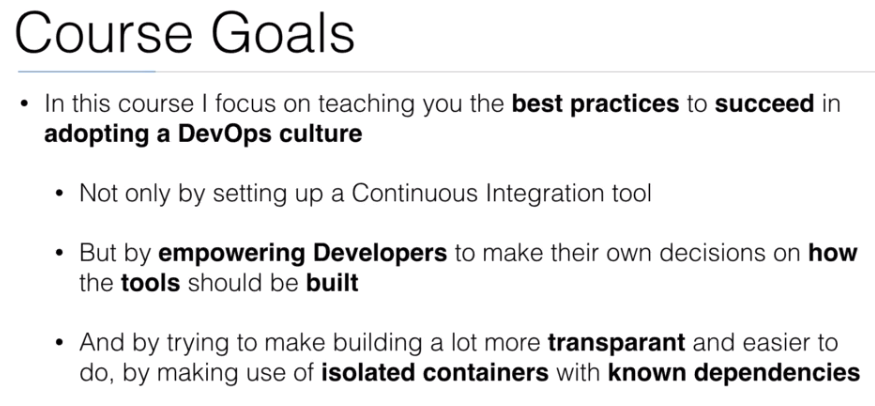 Course Goals
• In this course I focus on teaching you the best practices to succeed in
adopting a DevOps culture
• Not only by setting up a Continuous Integration tool
• But by empowering Developers to make their own decisions on how
the tools should be built
• And by trying to make building a lot more transparant and easier to
do, by making use of isolated containers with known dependencies